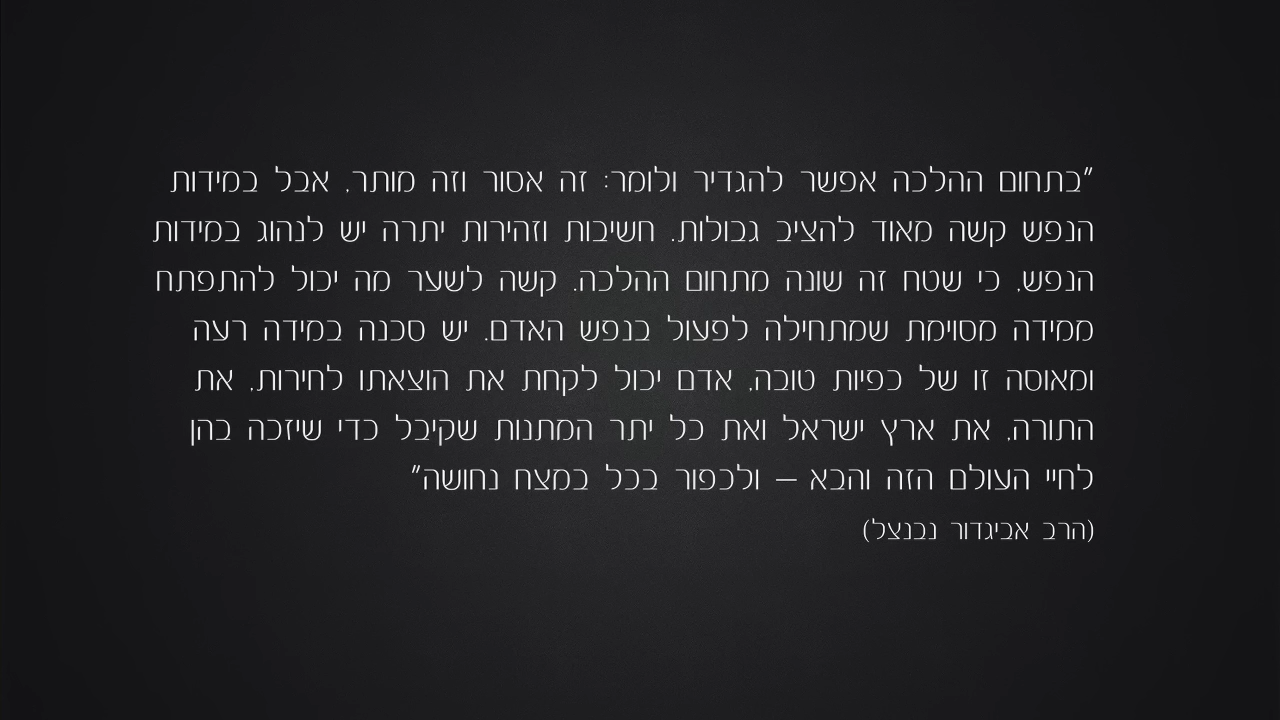 "בתחום ההלכה אפשר להגדיר ולומר: זה אסור וזה מותר, אבל במידות
הנפש קשה מאוד להציב גבולות. חשיבות וזהירות יתרה יש לנהוג במידות
הנפש, כי שטח זה שונה מתחום ההלכה. קשה לשער מה יכול להתפתח
ממידה מסוימת שמתחילה לפעול בנפש האדם. יש סכנה במידה רעה
ומאוסה זו של כפיות טובה, אדם יכול לקחת את הוצאתו לחירות, את
התורה, את ארץ ישראל ואת כל יתר המתנות שקיבל כדי שיזכה בהן
לחיי העולם הזה והבא – ולכפור בכל במצח נחושה"
(הרב אביגדור נבנצל)